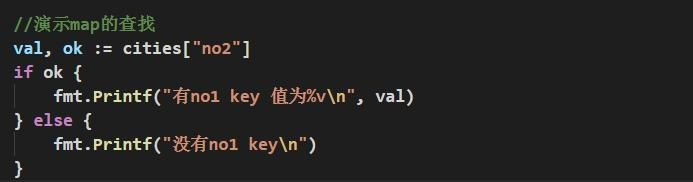 //演示map的查找
val, ok := cities["no2"]
if ok {
    fmt.Printf("有no1 key 值为%v\n", val)
} else {
    fmt.Printf("没有no1 key\n")
}